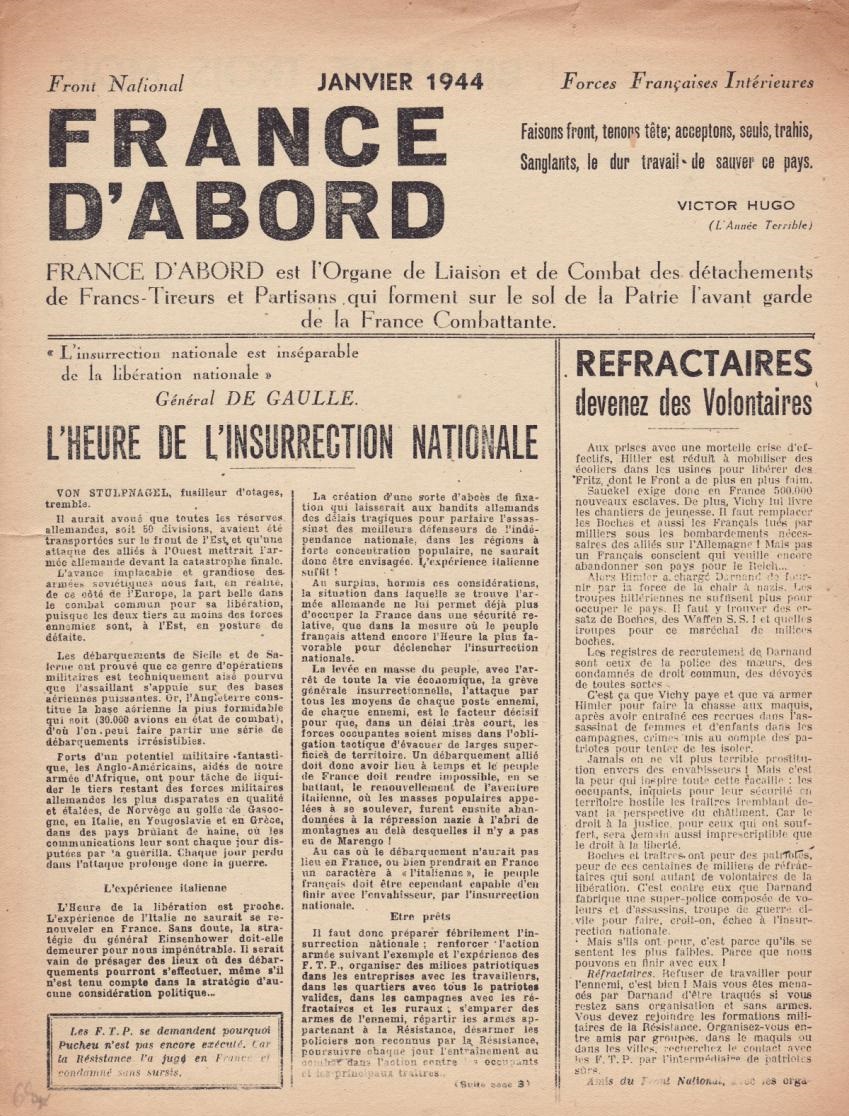 Front National
JANVIER 1944
Forces Françaises Intérieures
FRANCE
D'ABORD
Faisons front, tenons tête; acceptons, seuls, trahis,
Sanglants, le dur travail de sauver ce pays.
VICTOR HUGO
(L'Année Terrible)
FRANCE D'ABORD est l'Organe de Liaison et de Combat des détachements
de Francs-Tireurs et Partisans qui forment sur le sol de la Patrie l'avant garde
de la France Combattante.
« L'insurrection nationale est inséparable
de la libération nationale »
Général DE GAULLE.
L'HEURE DE L'INSURRECTION NATIONALE
VON STULPNAGEL, fusilleur d'otages,
tremble.
Il aurait avoué que toutes les réserves
allemandes, soit 50 divisions, avaient été
transportées sur le front de l'Est et qu'une
attaque des alliés à l'Ouest mettrait l'ar-
mée allemande devant la catastrophe finale.
L'avance implacable et grandiose des
armées soviétiques nous fait, en réalité,
de ce côté de l'Europe, la part belle dans
le combat commun pour sa libération,
puisque les deux tiers au moins des forces
ennemies sont, à l'Est, en posture de
défaite.
Les débarquements de Sicile et de Sa-
lerne ont prouvé que ce genre d'opérations
militaires est techniquement aisé pourvu
que l'assaillant s'appuie sur des bases
aériennes puissantes. Or, l'Angleterre cons-
titue la base aérienne la plus formidable
qui soit (30.000 avions en état de combat),
d'où l'on peut faire partir une série de
débarquements irrésistibles.
Forts d'un potentiel militaire fantasti-
que, les Anglo-Américains, aidés de notre
armée d'Afrique, ont pour tâche de liqui-
der le tiers restant des forces militaires
allemandes les plus disparates en qualité
et étalées, de Norvège au golfe de Gasco-
gne, en Italie, en Yougoslavie et en Grèce,
dans des pays brûlant de haine, où les
communications leur sont chaque jour dis-
putées par 'a guérilla. Chaque jour perdu
dans l'attaque prolonge donc la guerre.
L'expérience italienne
L'Heure de la libération est proche.
L'expérience de l'Italie ne saurait se re-
nouveler en France. Sans doute, la stra-
tégie du général Einsenhower doit-elle
demeurer pour nous impénétrable. Il serait
vain de présager des lieux où des débar-
quements pourront s'effectuer, même s'il
n'est tenu compte dans la stratégie d'au-
cune considération politique...
Les F. T. P. se demandent pourquoi
Pucheu n'est pas encore exécuté. Car
la Résistance l'a jugé en France et
condamné sans sursis.
La création d'une sorte d'abcès de fixa-
tion qui laisserait aux bandits allemands
des délais tragiques pour parfaire l'assas-
sinat des meilleurs défenseurs de l'indé-
pendance nationale, dans les régions à
forte concentration populaire, ne saurait
donc être envisagée. L'expérience italienne
suffit !
Au surplus, hormis ces considérations,
la situation dans laquelle se trouve l'ar-
mée allemande ne lui permet déjà plus
d'occuper la France dans une sécurité re-
lative, que dans la mesure où le peuple
français attend encore l'Heure la plus fa-
vorable pour déclencher l'insurrection
nationale.
La levée en masse du peuple, avec l'ar-
rêt de toute la vie économique, la grève
générale insurrectionnelle, l'attaque par
tous les moyens de chaque poste ennemi,
de chaque ennemi, est le facteur décisif
pour que, dans un délai très court, les
forces occupantes soient mises dans l'obli-
gation tactique d'évacuer de larges super-
ficies de territoire. Un débarquement allié
doit donc avoir lieu à temps et le peuple
de France doit rendre impossible, en se
battant, le renouvellement de l'aventure
italienne, où les masses populaires appe-
lées à se soulever, furent ensuite aban-
données à la répression nazie à l'abri de
montagnes au delà desquelles il n'y a pas
eu de Marengo !
Au cas où le débarquement n'aurait pas
lieu en France, ou bien prendrait en France
un caractère à « l'italienne », le peuple
français doit être cependant capable d'en
finir avec l'envahisseur, par l'insurrection
nationale.
Etre prêts
Il faut donc préparer fébrilement l'in-
surrection nationale ; renforcer l'action
armée suivant l'exemple et l'expérience des
F. T. P., organiser des milices patriotiques
dans les entreprises avec les travailleurs,
dans les quartiers avec tous le patriotes
valides, dans les campagnes avec les ré-
fractaires et les ruraux ; s'emparer des
armes de l'ennemi, répartir les armes ap-
partenant à la Résistance, désarmer les
policiers non reconnus par la Résistance,
poursuivre chaque jour l'entraînement au
combat dans l'action contre les occupants
et les principaux traîtres..
(Suite page 3)
REFRACTAIRES
devenez des Volontaires
Aux prises avec une mortelle crise d'ef-
fectifs, Hitler est réduit à mobiliser des
écoliers dans les usines pour libérer des
Fritz, dont le Front a de plus en plus faim.
Sauckel exige donc en France 500.000
nouveaux esclaves. De plus, Vichy lui livre
les chantiers de jeunesse. Il faut remplacer
les Boches et aussi les Français tués par
milliers sous les bombardements néces-
saires des alliés sur l'Allemagne ! Mais pas
un Français conscient qui veuille encore
abandonner son pays pour le Reich...
Alors Himler a chargé Darnand de four-
nir par la force de la chair à nazis. Les
troupes hitlériennes ne suffisent plus pour
occuper le pays. Il faut y trouver des er-
satz de Boches, des Waffen S. S. ! et quelles
troupes pour ce maréchal de milices
boches.
Les registres de recrutement de Darnand
sont ceux de la police des mœurs, des
condamnés de droit commun, des dévoyés
de toutes sortes.
C'est ça que Vichy paye et que va armer
Himler pour faire la chasse aux maquis,
après avoir entraîné ces recrues dans l'as-
sassinat de femmes et d'enfants dans les
campagnes, crimes mis au compte des pa-
triotes pour tenter de les isoler.
Jamais on ne vit plus terrible prostitu-
tion envers des envahisseurs ! Mais c'est
la peur qui inspire toute cette racaille : les
occupants, inquiets pour leur sécurité en
territoire hostile les traîtres tremblant de-
vant la perspective du châtiment. Car le
droit à la justice, pour ceux qui ont souf-
fert, sera demain aussi imprescriptible que
le droit à la liberté.
Boches et traîtres ont peur des patriotes,
peur de ces centaines de milliers de réfrac-
taires qui sont autant de volontaires de la
libération. C'est contre eux que Darnand
fabrique une super-police composée de vo-
leurs et d'assassins, troupe de guerre ci-
vile pour faire, croit-on, échec à l'insur-
rection nationale.
Mais s'ils ont peur, c'est parce qu'ils se
sentent les plus faibles. Parce que nous
pouvons en finir avec eux !
Réfractaires. Refuser de travailler pour
l'ennemi, c'est bien ! Mais vous êtes mena-
cés par Darnand d'être traqués si vous
restez sans organisation et sans armes.
Vous devez rejoindre les formations mili-
taires de la Résistance. Organisez-vous en-
tre amis par groupes, dans le maquis ou
dans les villes, recherchez le contact avec
les F. T. P. par l'intermédiaire de patriotes
sûrs.
Amis du Front National, avec les orga-